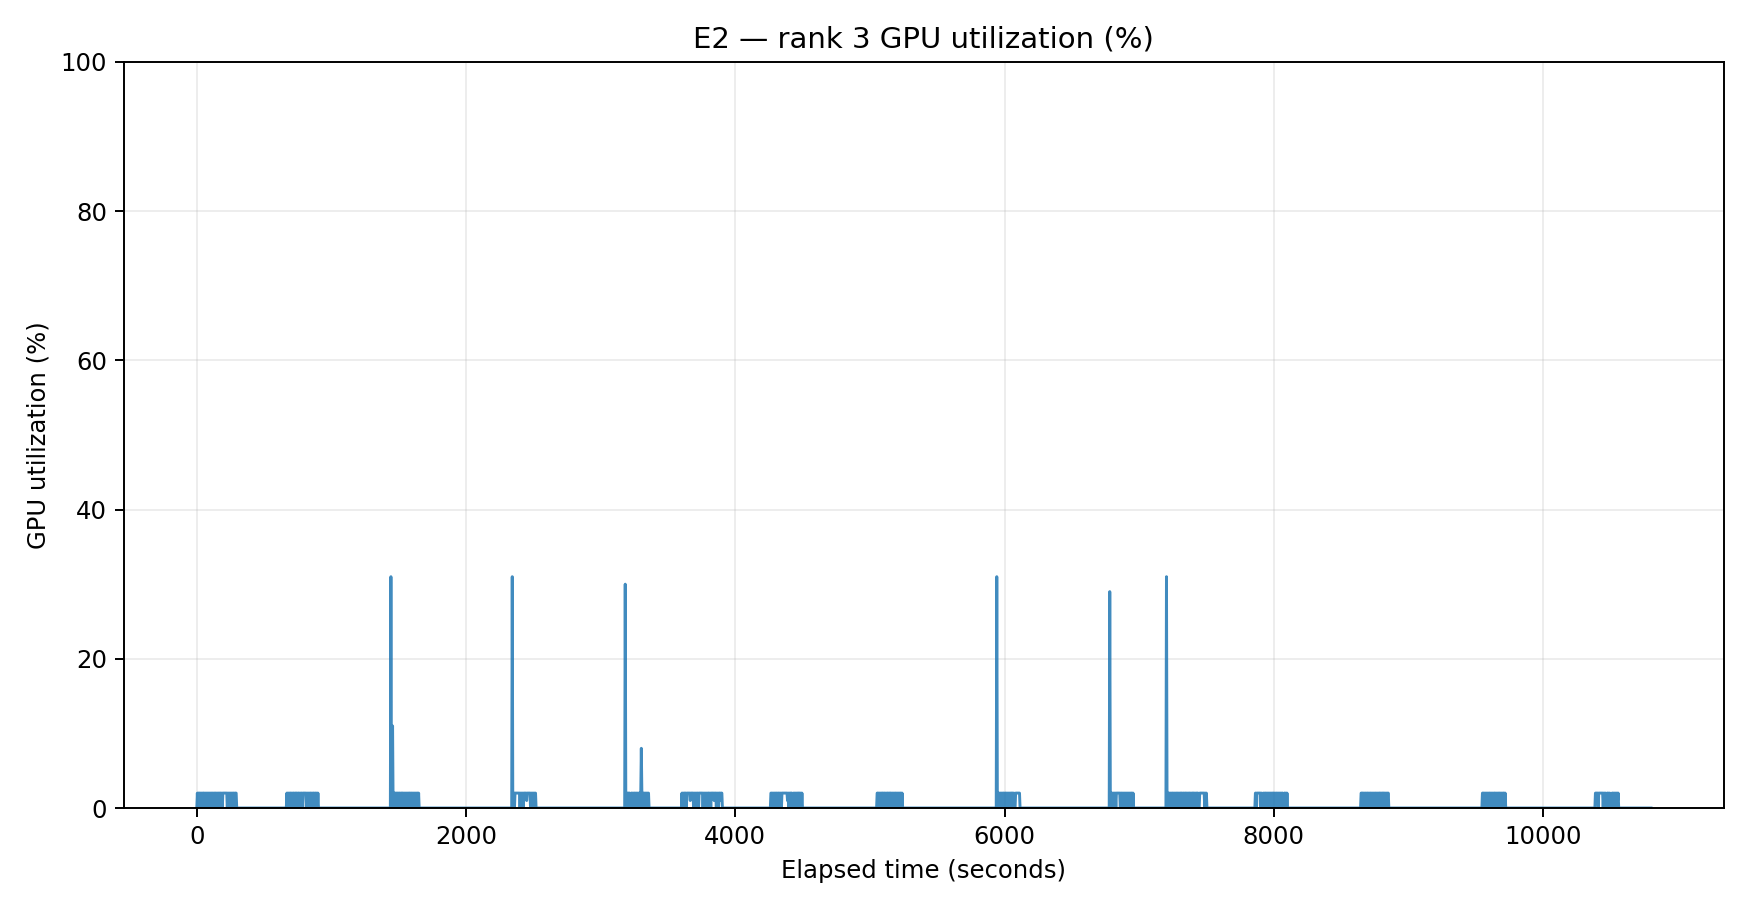 E2 — rank 3 GPU utilization (%)
100
80
60
40
20
0
GPU utilization (%)
0 2000 4000 6000 8000 10000
Elapsed time (seconds)